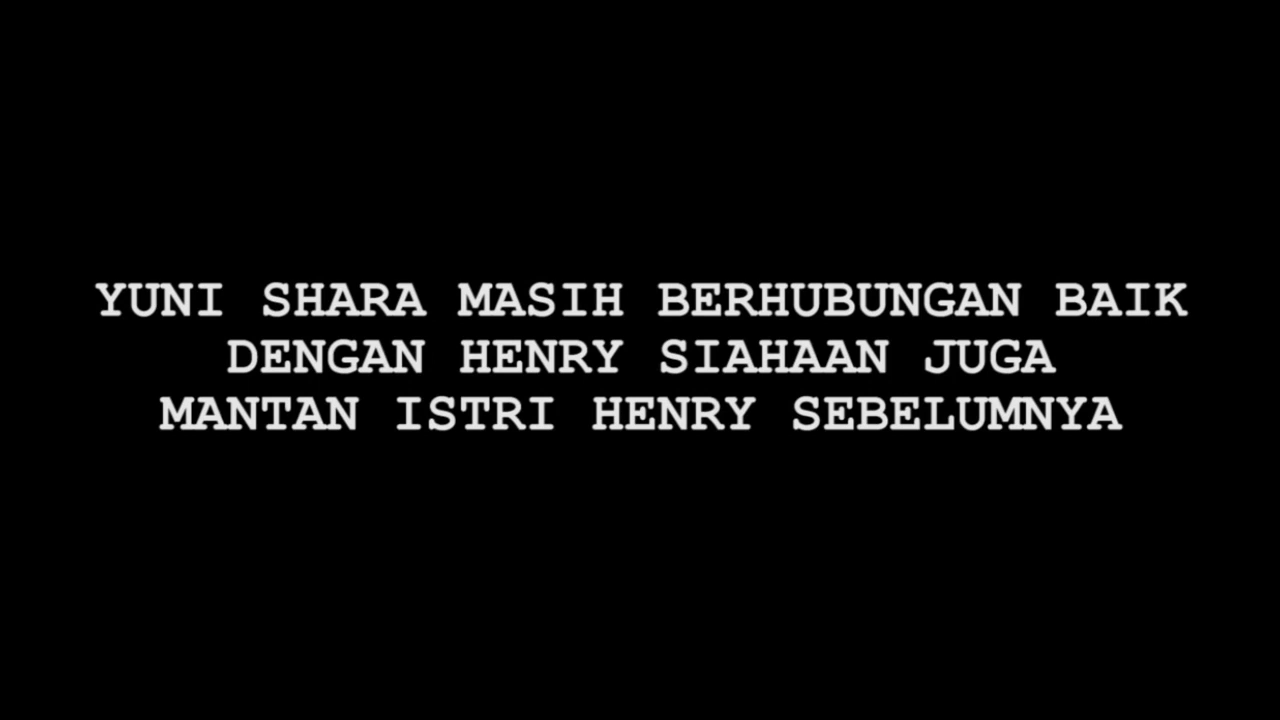 YUNI SHARA MASIH BERHUBUNGAN BAIK
DENGAN HENRY SIAHAAN JUGA
MANTAN ISTRI HENRY SEBELUMNYA